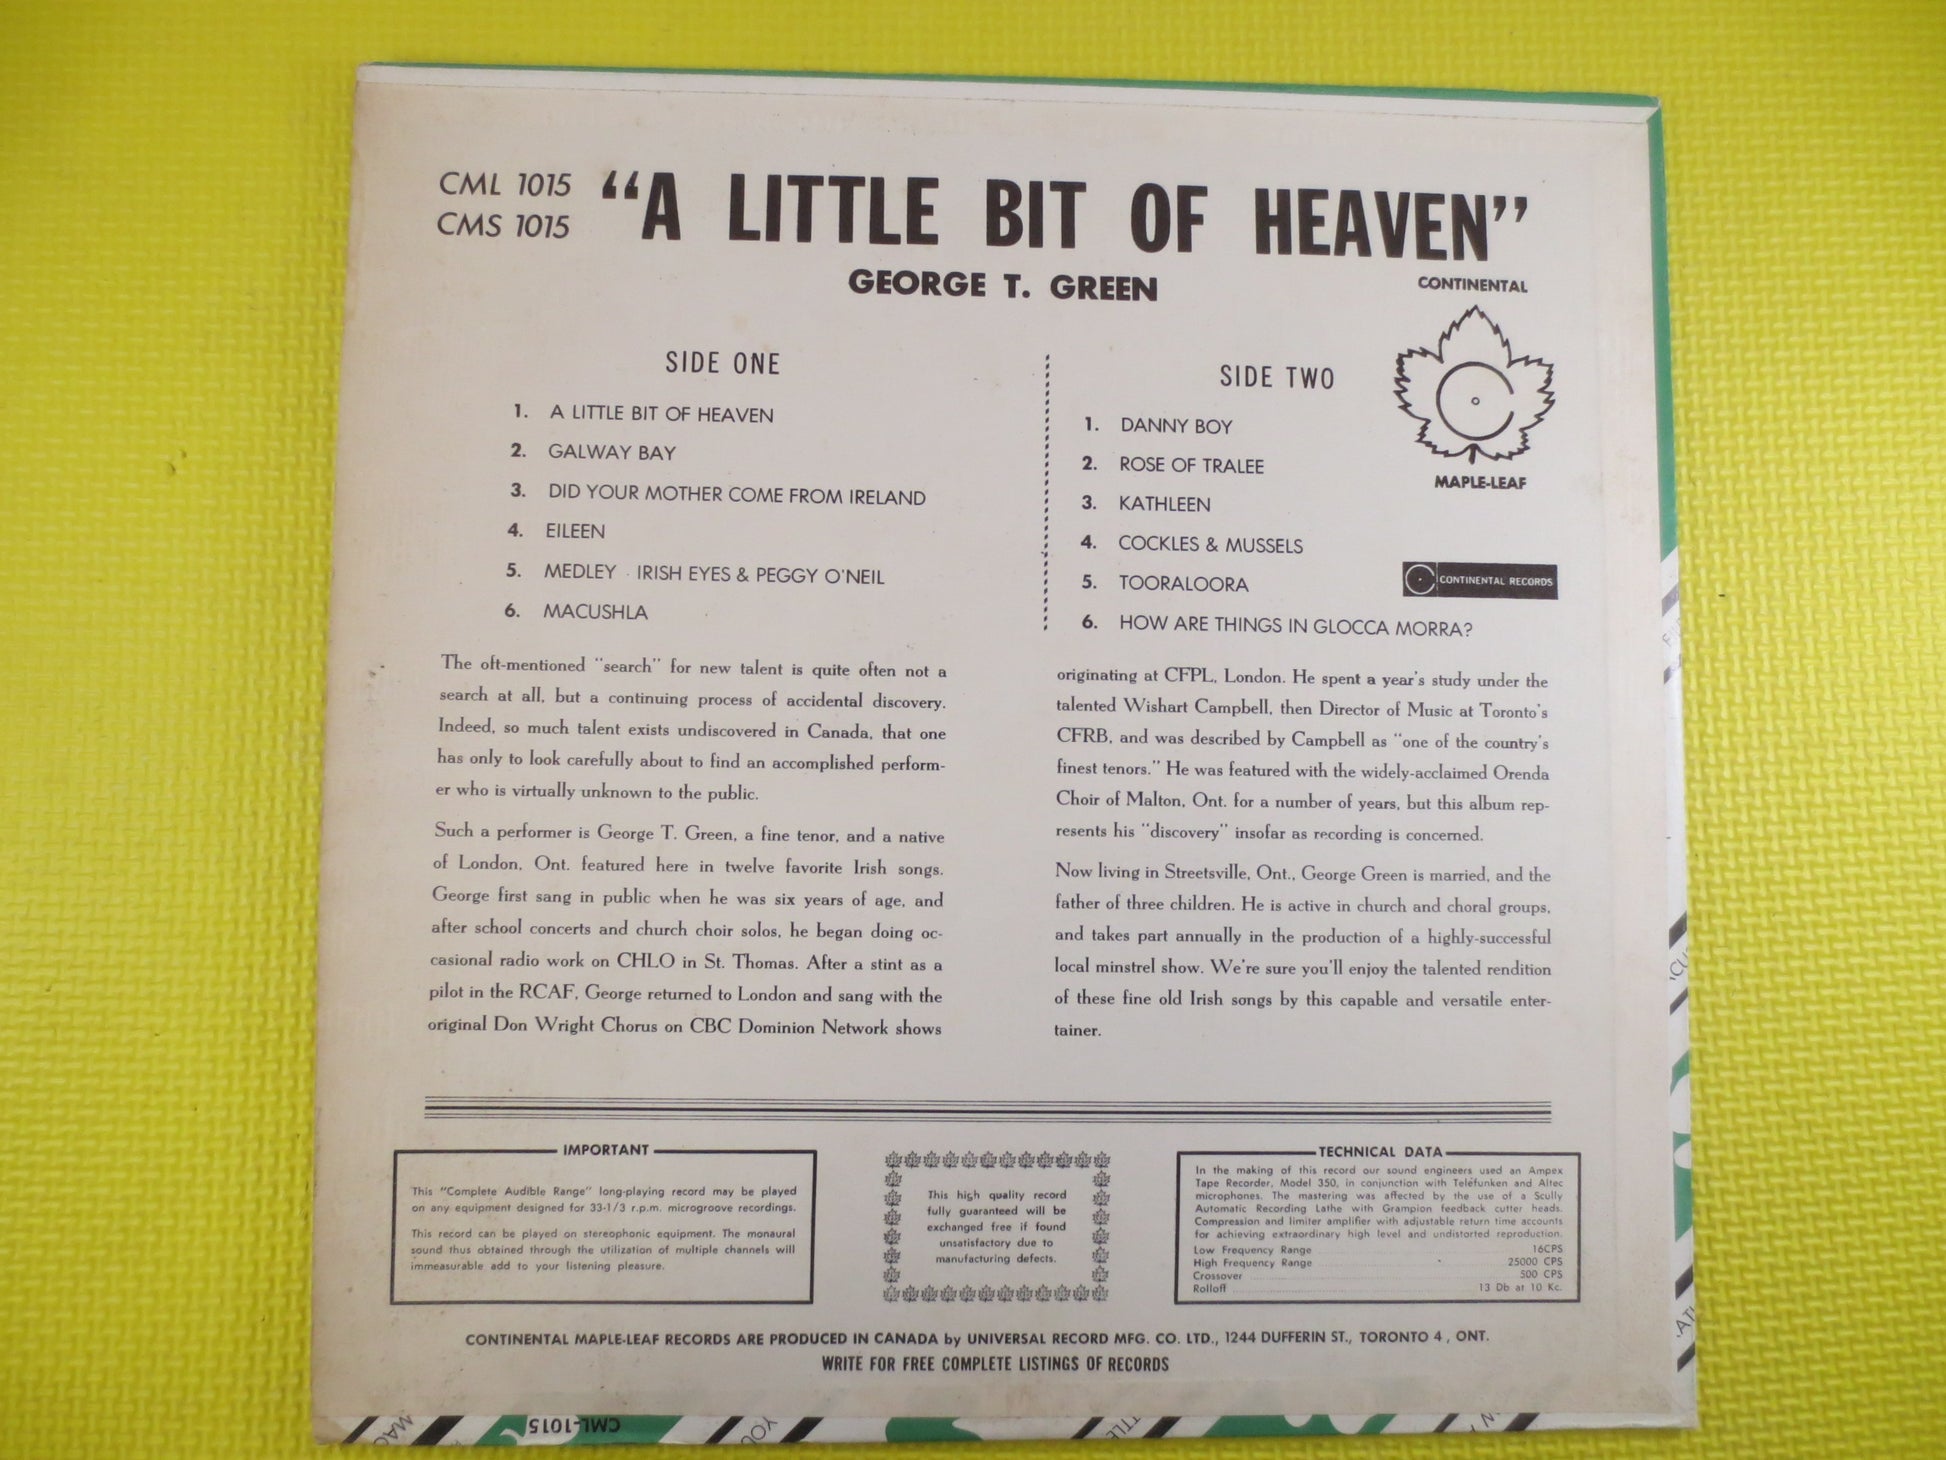 CML 1015
CMS 1015
"A LITTLE BIT OF HEAVEN"
GEORGE T. GREEN
CONTINENTAL
MAPLE-LEAF
CONTINENTAL RECORDS
SIDE ONE
1. A LITTLE BIT OF HEAVEN
2. GALWAY BAY
3. DID YOUR MOTHER COME FROM IRELAND
4. EILEEN
5. MEDLEY · IRISH EYES & PEGGY O'NEIL
6. MACUSHLA
SIDE TWO
1. DANNY BOY
2. ROSE OF TRALEE
3. KATHLEEN
4. COCKLES & MUSSELS
5. TOORALOORA
6. HOW ARE THINGS IN GLOCCA MORRA?
The oft-mentioned "search" for new talent is quite often not a
search at all, but a continuing process of accidental discovery.
Indeed, so much talent exists undiscovered in Canada, that one
has only to look carefully about to find an accomplished perform-
er who is virtually unknown to the public.
Such a performer is George T. Green, a fine tenor, and a native
of London, Ont. featured here in twelve favorite Irish songs.
George first sang in public when he was six years of age, and
after school concerts and church choir solos, he began doing oc-
casional radio work on CHLO in St. Thomas. After a stint as a
pilot in the RCAF, George returned to London and sang with the
original Don Wright Chorus on CBC Dominion Network shows
originating at CFPL, London. He spent a year's study under the
talented Wishart Campbell, then Director of Music at Toronto's
CFRB, and was described by Campbell as "one of the country's
finest tenors." He was featured with the widely-acclaimed Orenda
Choir of Malton, Ont. for a number of years, but this album rep-
resents his "discovery" insofar as recording is concerned.
Now living in Streetsville, Ont., George Green is married, and the
father of three children. He is active in church and choral groups,
and takes part annually in the production of a highly-successful
local minstrel show. We're sure you'll enjoy the talented rendition
of these fine old Irish songs by this capable and versatile enter-
tainer.
IMPORTANT
This "Complete Audible Range" long-playing record may be played
on any equipment designed for 33-1/3 r.p.m. microgroove recordings.
This record can be played on stereophonic equipment. The monaural
sound thus obtained through the utilization of multiple channels will
immeasurable add to your listening pleasure.
This high quality record
fully guaranteed will be
exchanged free if found
unsatisfactory due to
manufacturing defects.
TECHNICAL DATA
In the making of this record our sound engineers used an Ampex
Tape Recorder, Model 350, in conjunction with Telefunken and Altec
microphones. The mastering was affected by the use of a Scully
Automatic Recording Lathe with Grampion feedback cutter heads.
Compression and limiter amplifier with adjustable return time accounts
for achieving extraordinary high level and undistorted reproduction.
Low Frequency Range 16CPS
High Frequency Range 25000 CPS
Crossover 500 CPS
Rolloff 13 Db at 10 Kc.
CONTINENTAL MAPLE-LEAF RECORDS ARE PRODUCED IN CANADA by UNIVERSAL RECORD MFG. CO. LTD., 1244 DUFFERIN ST., TORONTO 4, ONT.
WRITE FOR FREE COMPLETE LISTINGS OF RECORDS
CML-1015